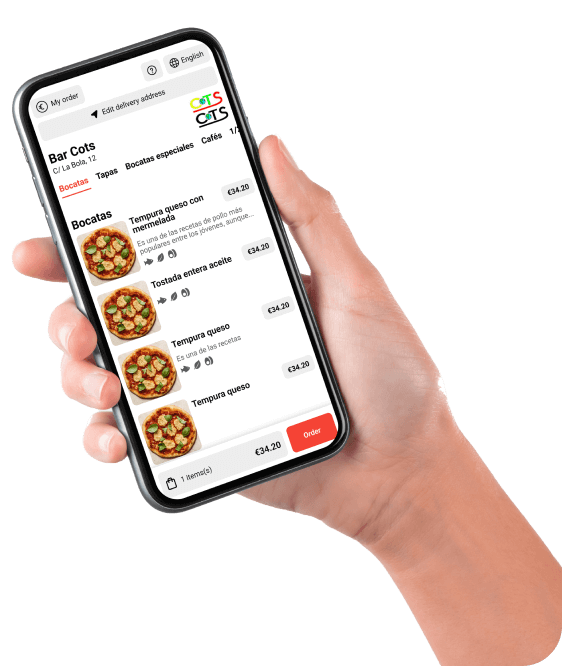 My order
English
Edit delivery address
COTS
COTS
Bar Cots
C/ La Bola, 12
Bocatas
Tapas
Bocatas especiales
Cafés
1/2
Bocatas
Tempura queso con
mermelada
€34.20
Es una de las recetas de pollo más
populares entre los jóvenes, aunque...
Tostada entera aceite
€34.20
Tempura queso
€34.20
Es una de las recetas
Tempura queso
€34.20
1 items(s)
€34.20
Order